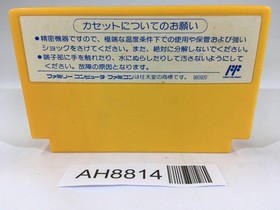 カセットについてのお願い
●精密機器ですので、極端な温度条件下での使用や保管および強い
ショックをさけてください。また、絶対に分解しないでください。
●端子部に手を触れたり、水にぬらしたりして汚さないようにして
ください。故障の原因となります。
ファミリーコンピュータ・ファミコンは任天堂の商標です。
AH8814